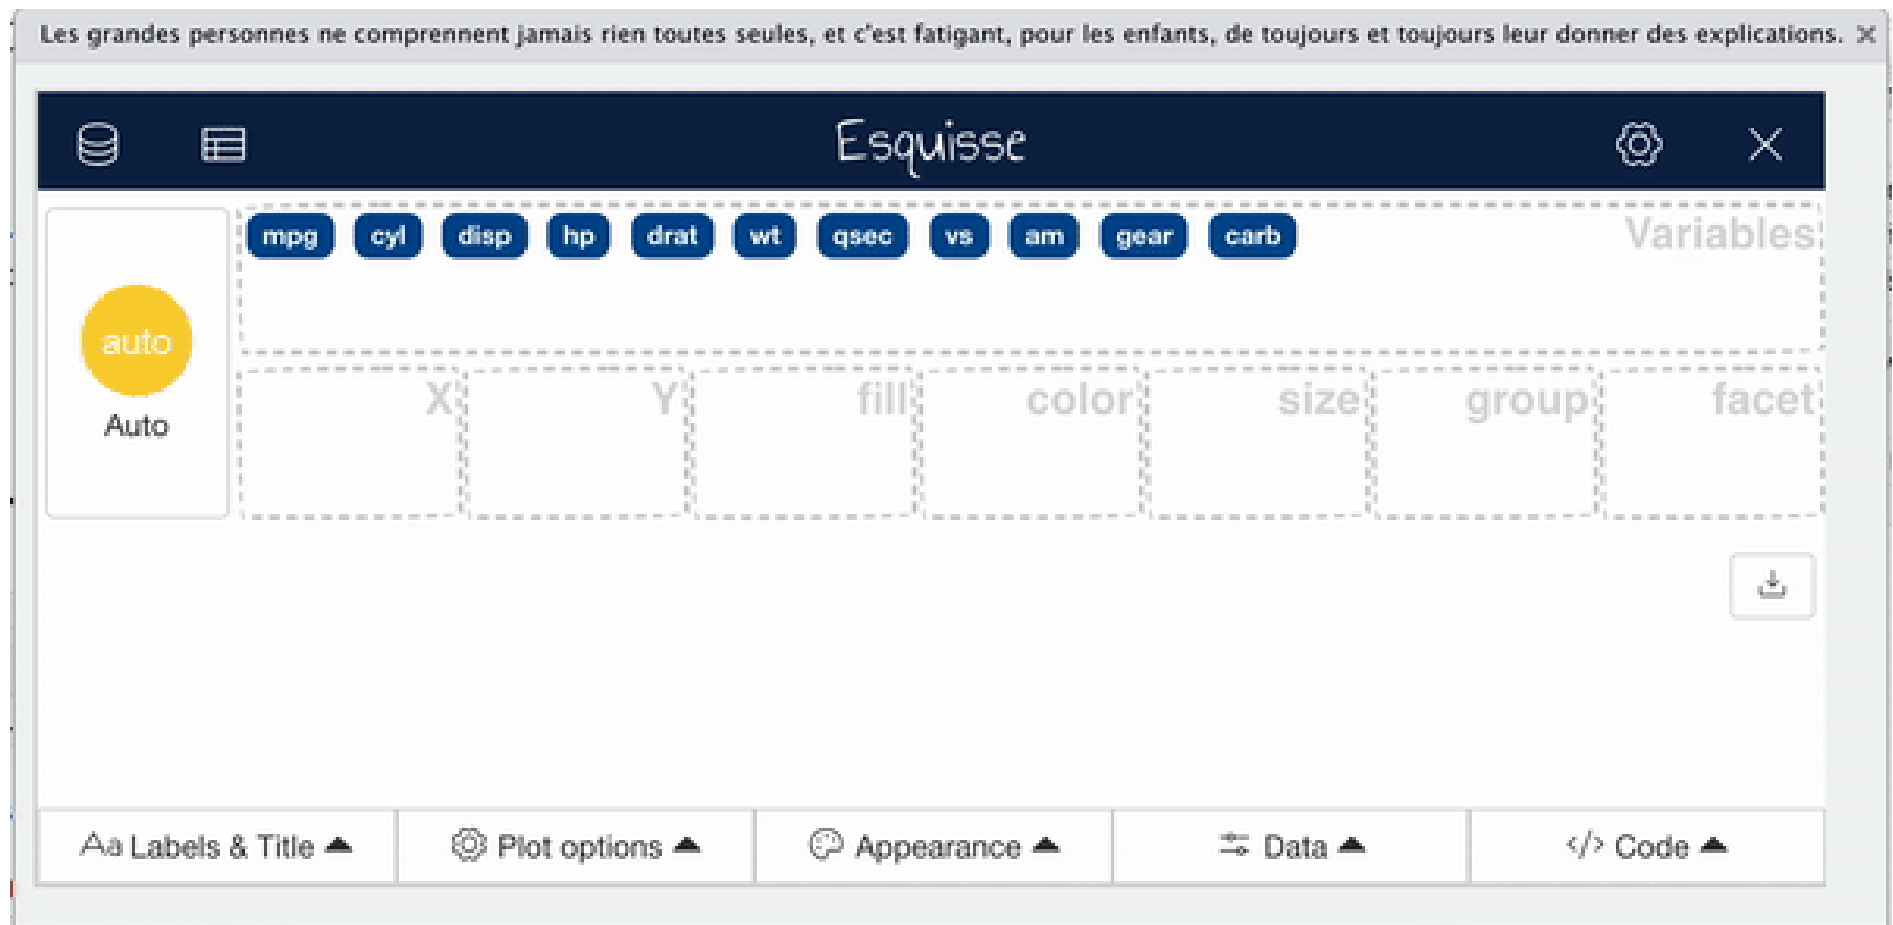 Les grandes personnes ne comprennent jamais rien toutes seules, et c'est fatigant, pour les enfants, de toujours et toujours leur donner des explications.
Esquisse
mpg cyl disp hp drat wt qsec vs am gear carb Variables
auto
Auto
X Y fill color size group facet
Aa Labels & Title Plot options Appearance Data </> Code